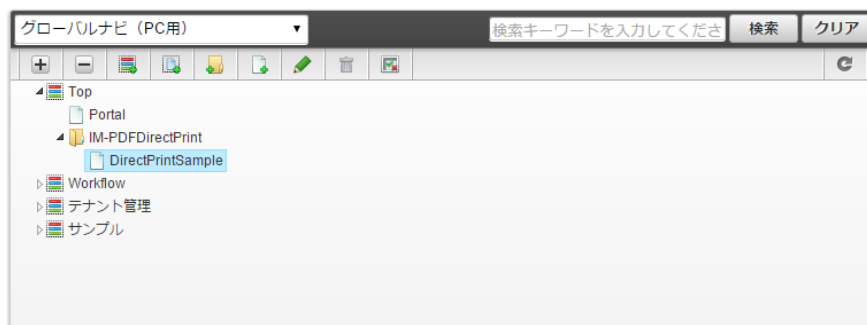 グローバルナビ（PC用） 検索キーワードを入力してくださ 検索 クリア
Top
Portal
IM-PDFDirectPrint
DirectPrintSample
Workflow
テナント管理
サンプル